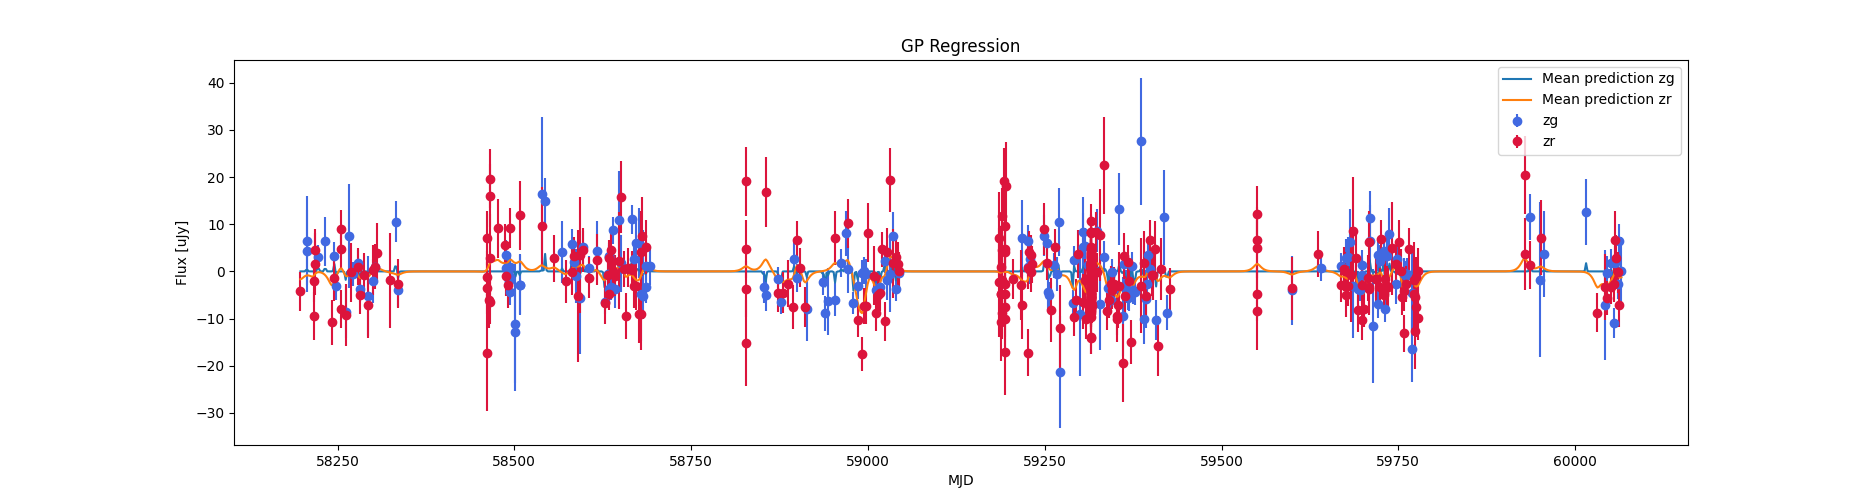 GP Regression
Flux [uJy]
40
30
20
10
0
−10
−20
−30
58250
58500
58750
59000
59250
59500
59750
60000
MJD
Mean prediction zg
Mean prediction zr
zg
zr